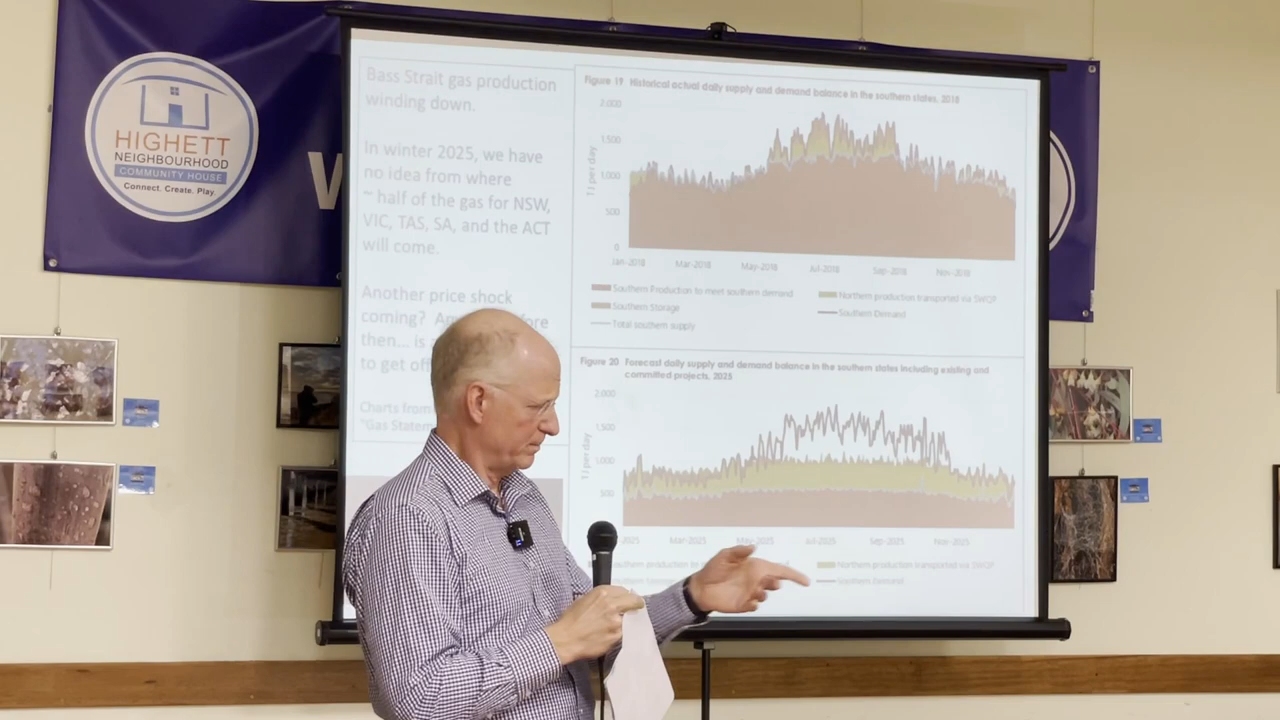 HIGHETT
NEIGHBOURHOOD
COMMUNITY HOUSE
Connect. Create. Play.
W
Bass Strait gas production
winding down.
In winter 2025, we have
no idea from where
~ half of the gas for NSW,
VIC, TAS, SA, and the ACT
will come.
Another price shock
coming?
then... is
to get off
Charts from
"Gas Statem
Figure 19 Historical actual daily supply and demand balance in the southern states, 2018
2,000
1,500
1,000
500
0
TJ per day
Jan-2018 Mar-2018 May-2018 Jul-2018 Sep-2018 Nov-2018
Southern Production to meet southern demand
Northern production transported via SWQP
Southern Storage
Southern Demand
Total southern supply
Figure 20 Forecast daily supply and demand balance in the southern states including existing and
committed projects, 2025
2,000
1,500
1,000
500
TJ per day
2025 Mar-2025 May-2025 Jul-2025 Sep-2025 Nov-2025
Northern production transported via SWQP
Southern Demand